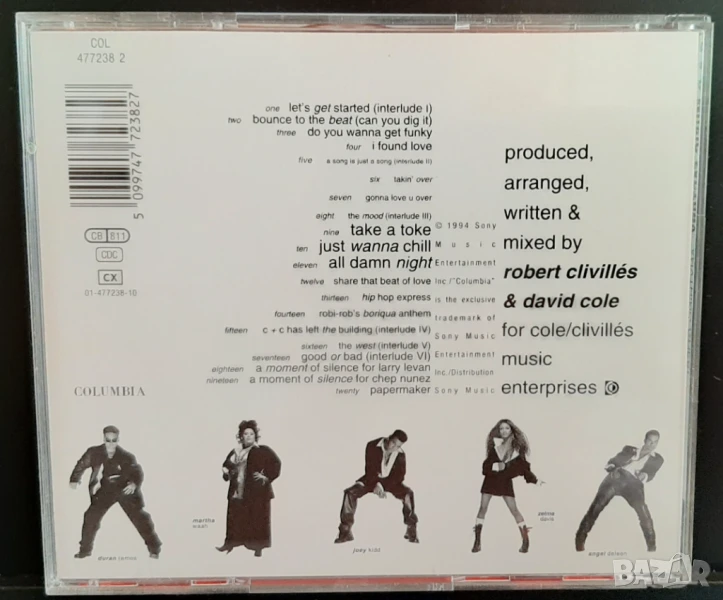 COL
477238 2
5 099747 723827
CB 811
CDC
CX
01-477238-10
COLUMBIA
one let's get started (interlude I)
two bounce to the beat (can you dig it)
three do you wanna get funky
four i found love
five a song is just a song (interlude II)
six takin' over
seven gonna love u over
eight the mood (interlude III)
nine take a toke
ten just wanna chill
eleven all damn night
twelve share that beat of love
thirteen hip hop express
fourteen robi-rob's boriqua anthem
fifteen c + c has left the building (interlude IV)
sixteen the west (interlude V)
seventeen good or bad (interlude VI)
eighteen a moment of silence for larry levan
nineteen a moment of silence for chep nunez
twenty papermaker
© 1994 Sony
Music
Entertainment
Inc./"Columbia"
is the exclusive
trademark of
Sony Music
Entertainment
Inc./Distribution
Sony Music
produced,
arranged,
written &
mixed by
robert clivillés
& david cole
for cole/clivillés
music
enterprises
duran ramos
martha
wash
joey kidd
zelma
davis
angel deleon
BAZAR